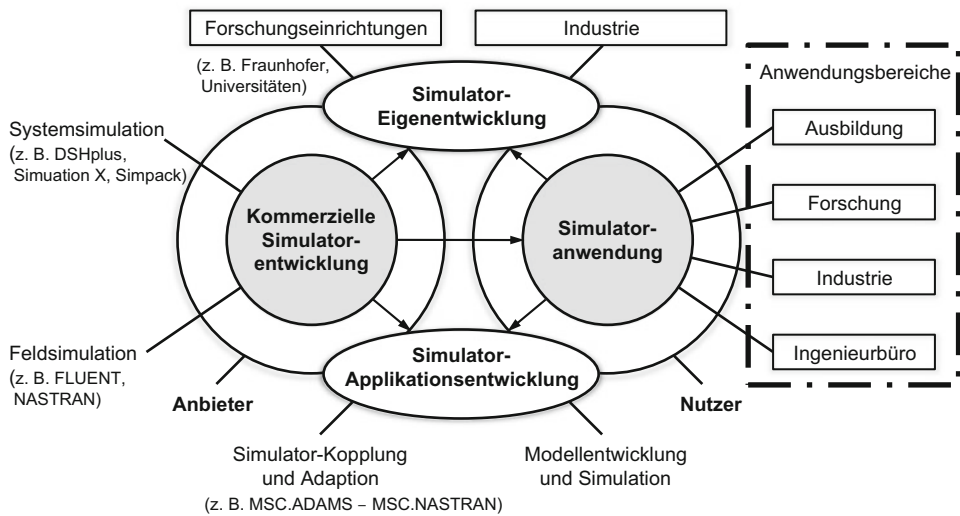 Forschungseinrichtungen
Industrie
(z. B. Fraunhofer,
Universitäten)
Anwendungsbereiche
Simulator-
Eigenentwicklung
Systemsimulation
(z. B. DSHplus,
Simuation X, Simpack)
Ausbildung
Kommerzielle
Simulator-
entwicklung
Simulator-
anwendung
Forschung
Industrie
Feldsimulation
(z. B. FLUENT,
NASTRAN)
Simulator-
Applikationsentwicklung
Ingenieurbüro
Anbieter
Nutzer
Simulator-Kopplung
und Adaption
(z. B. MSC.ADAMS – MSC.NASTRAN)
Modellentwicklung
und Simulation